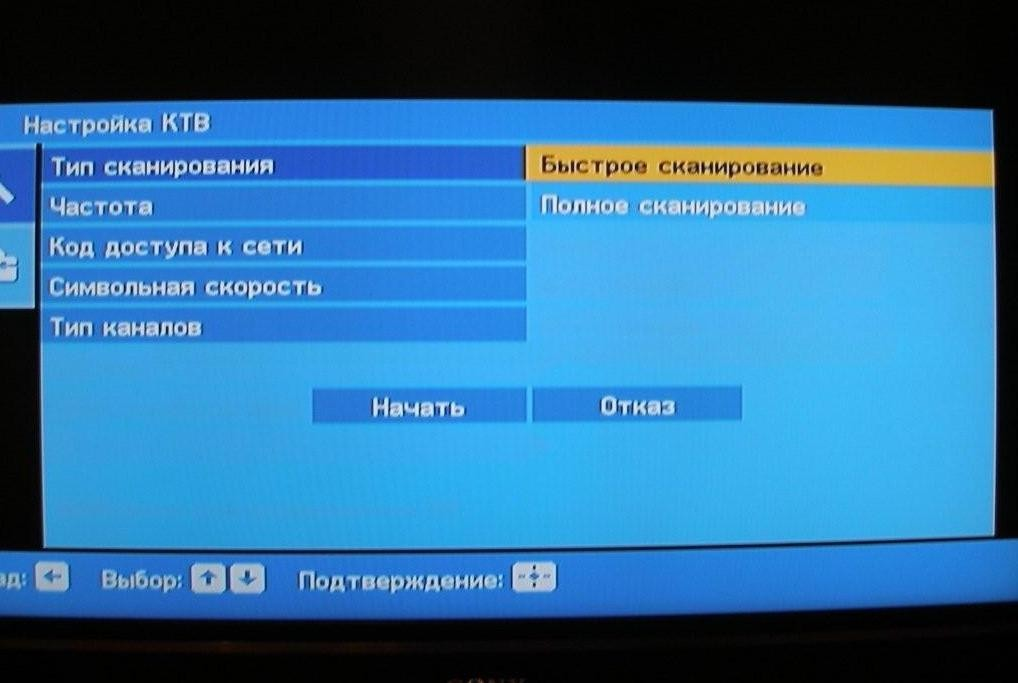 Настройка КТВ
Тип сканирования
Быстрое сканирование
Частота
Полное сканирование
Код доступа к сети
Символьная скорость
Тип каналов
Начать
Отказ
Выбор:
Подтверждение: